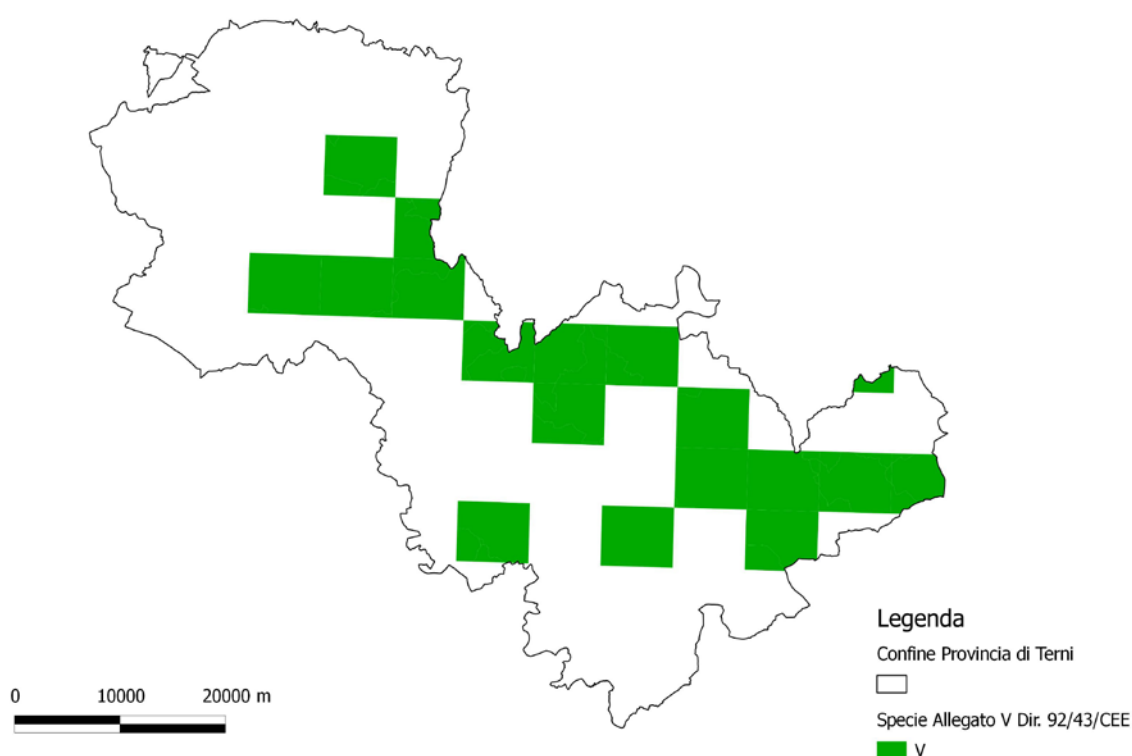 Legenda
Confine Provincia di Terni
Specie Allegato V Dir. 92/43/CEE
V
0 10000 20000 m